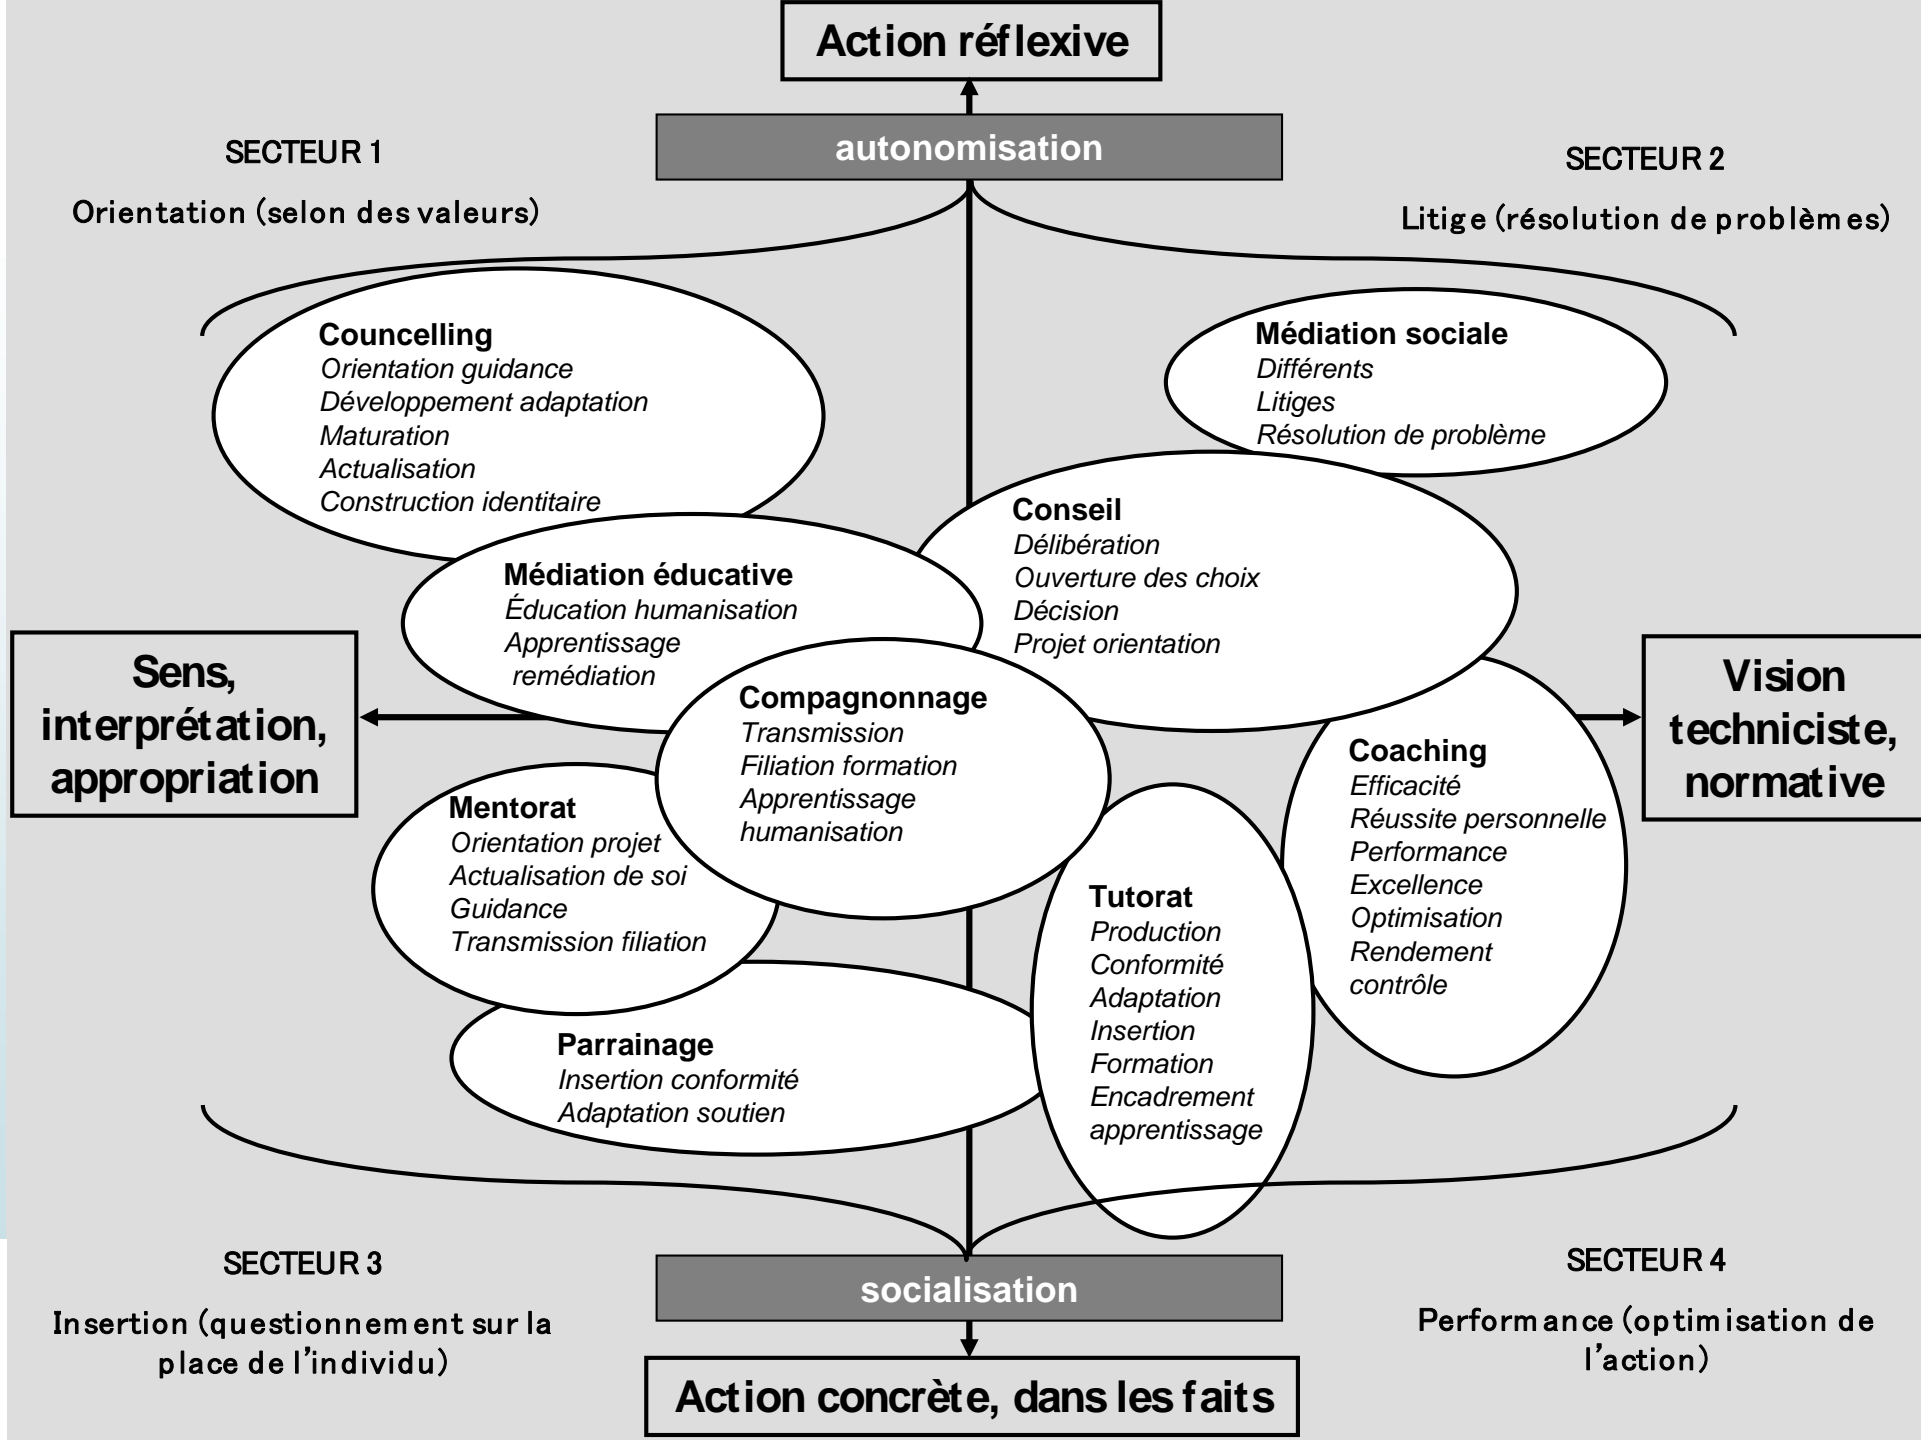 Action réflexive
autonomisation
SECTEUR 1
Orientation (selon des valeurs)
SECTEUR 2
Litige (résolution de problèmes)
Councelling
Orientation guidance
Développement adaptation
Maturation
Actualisation
Construction identitaire
Médiation sociale
Différents
Litiges
Résolution de problème
Conseil
Délibération
Ouverture des choix
Décision
Projet orientation
Médiation éducative
Éducation humanisation
Apprentissage
remédiation
Sens,
interprétation,
appropriation
Vision
techniciste,
normative
Compagnonnage
Transmission
Filiation formation
Apprentissage
humanisation
Coaching
Efficacité
Réussite personnelle
Performance
Excellence
Optimisation
Rendement
contrôle
Mentorat
Orientation projet
Actualisation de soi
Guidance
Transmission filiation
Tutorat
Production
Conformité
Adaptation
Insertion
Formation
Encadrement
apprentissage
Parrainage
Insertion conformité
Adaptation soutien
SECTEUR 3
Insertion (questionnement sur la
place de l'individu)
socialisation
SECTEUR 4
Performance (optimisation de
l'action)
Action concrète, dans les faits